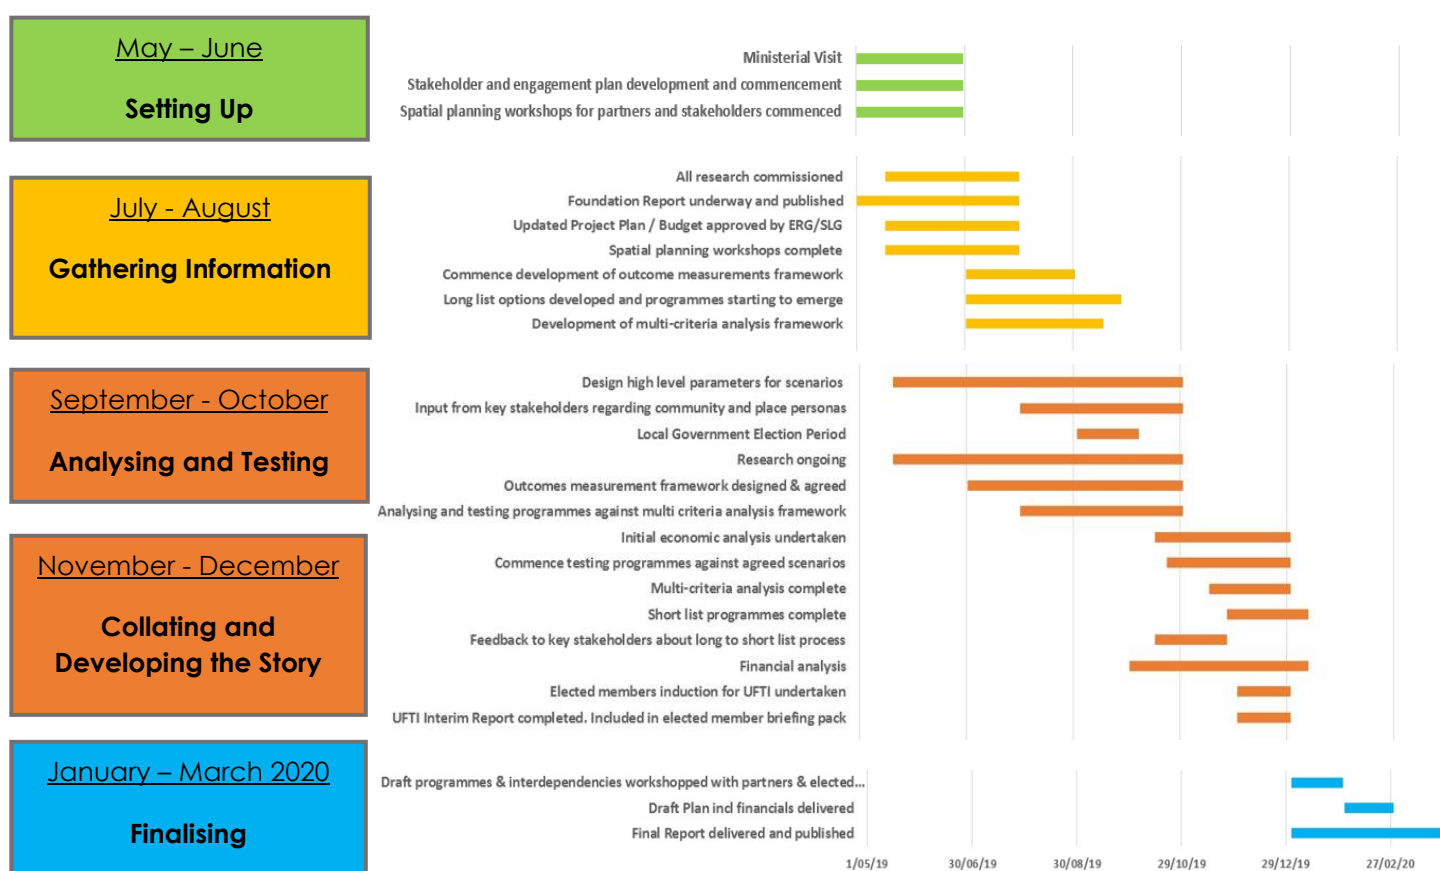 May – June
Setting Up
Ministerial Visit
Stakeholder and engagement plan development and commencement
Spatial planning workshops for partners and stakeholders commenced
July - August
Gathering Information
All research commissioned
Foundation Report underway and published
Updated Project Plan / Budget approved by ERG/SLG
Spatial planning workshops complete
Commence development of outcome measurements framework
Long list options developed and programmes starting to emerge
Development of multi-criteria analysis framework
September - October
Analysing and Testing
Design high level parameters for scenarios
Input from key stakeholders regarding community and place personas
Local Government Election Period
Research ongoing
Outcomes measurement framework designed & agreed
Analysing and testing programmes against multi criteria analysis framework
November - December
Collating and
Developing the Story
Initial economic analysis undertaken
Commence testing programmes against agreed scenarios
Multi-criteria analysis complete
Short list programmes complete
Feedback to key stakeholders about long to short list process
Financial analysis
Elected members induction for UFTI undertaken
UFTI Interim Report completed. Included in elected member briefing pack
January – March 2020
Finalising
Draft programmes & interdependencies workshopped with partners & elected...
Draft Plan incl financials delivered
Final Report delivered and published
1/05/19 30/06/19 30/08/19 29/10/19 29/12/19 27/02/20